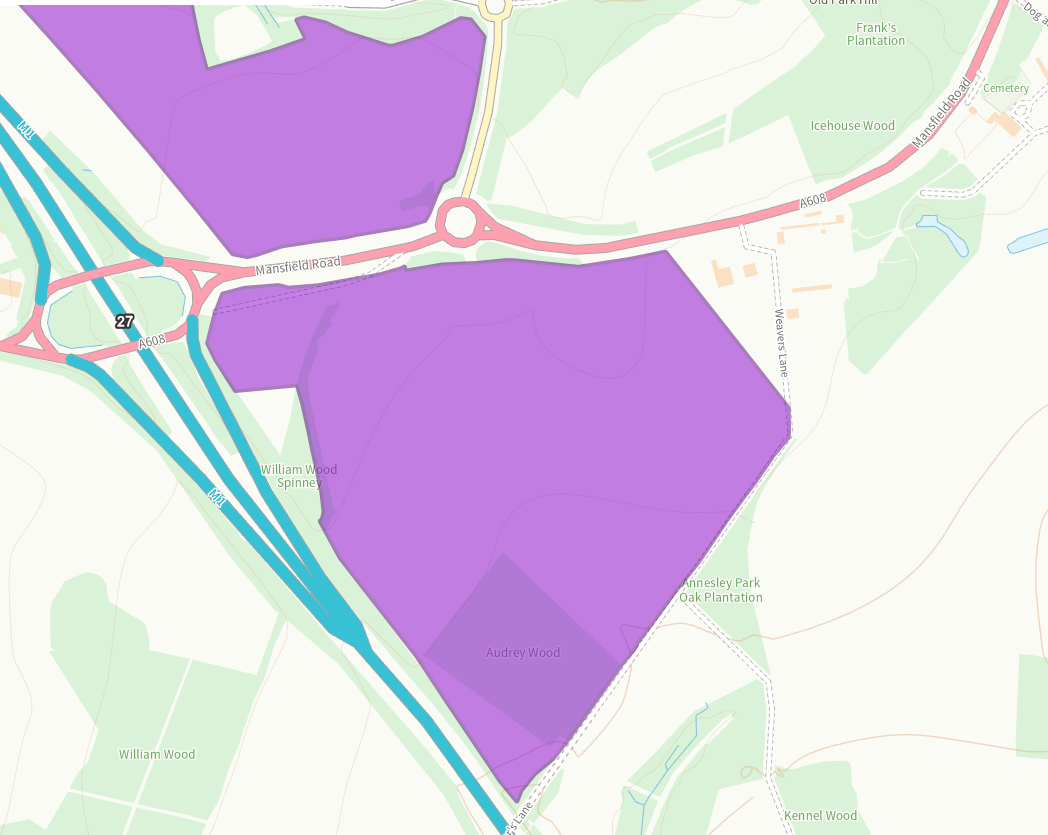 Old Park Hill
Dog a
Frank's
Plantation
Mansfield Road
Cemetery
M1
Icehouse Wood
A608
Mansfield Road
Weavers Lane
27
A608
William Wood
Spinney
M1
Annesley Park
Oak Plantation
Audrey Wood
William Wood
Kennel Wood
's Lane